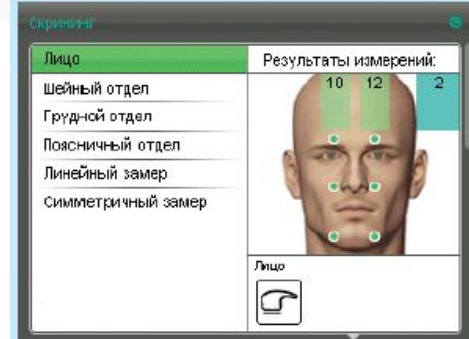 Скрининг
Лицо
Шейный отдел
Грудной отдел
Поясничный отдел
Линейный замер
Симметричный замер
Результаты измерений:
10 12 2
Лицо